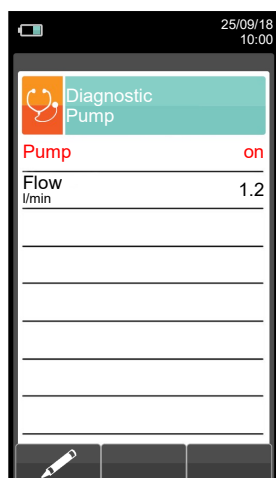 25/09/18
10:00
Diagnostic
Pump
Pump on
Flow 1.2
l/min